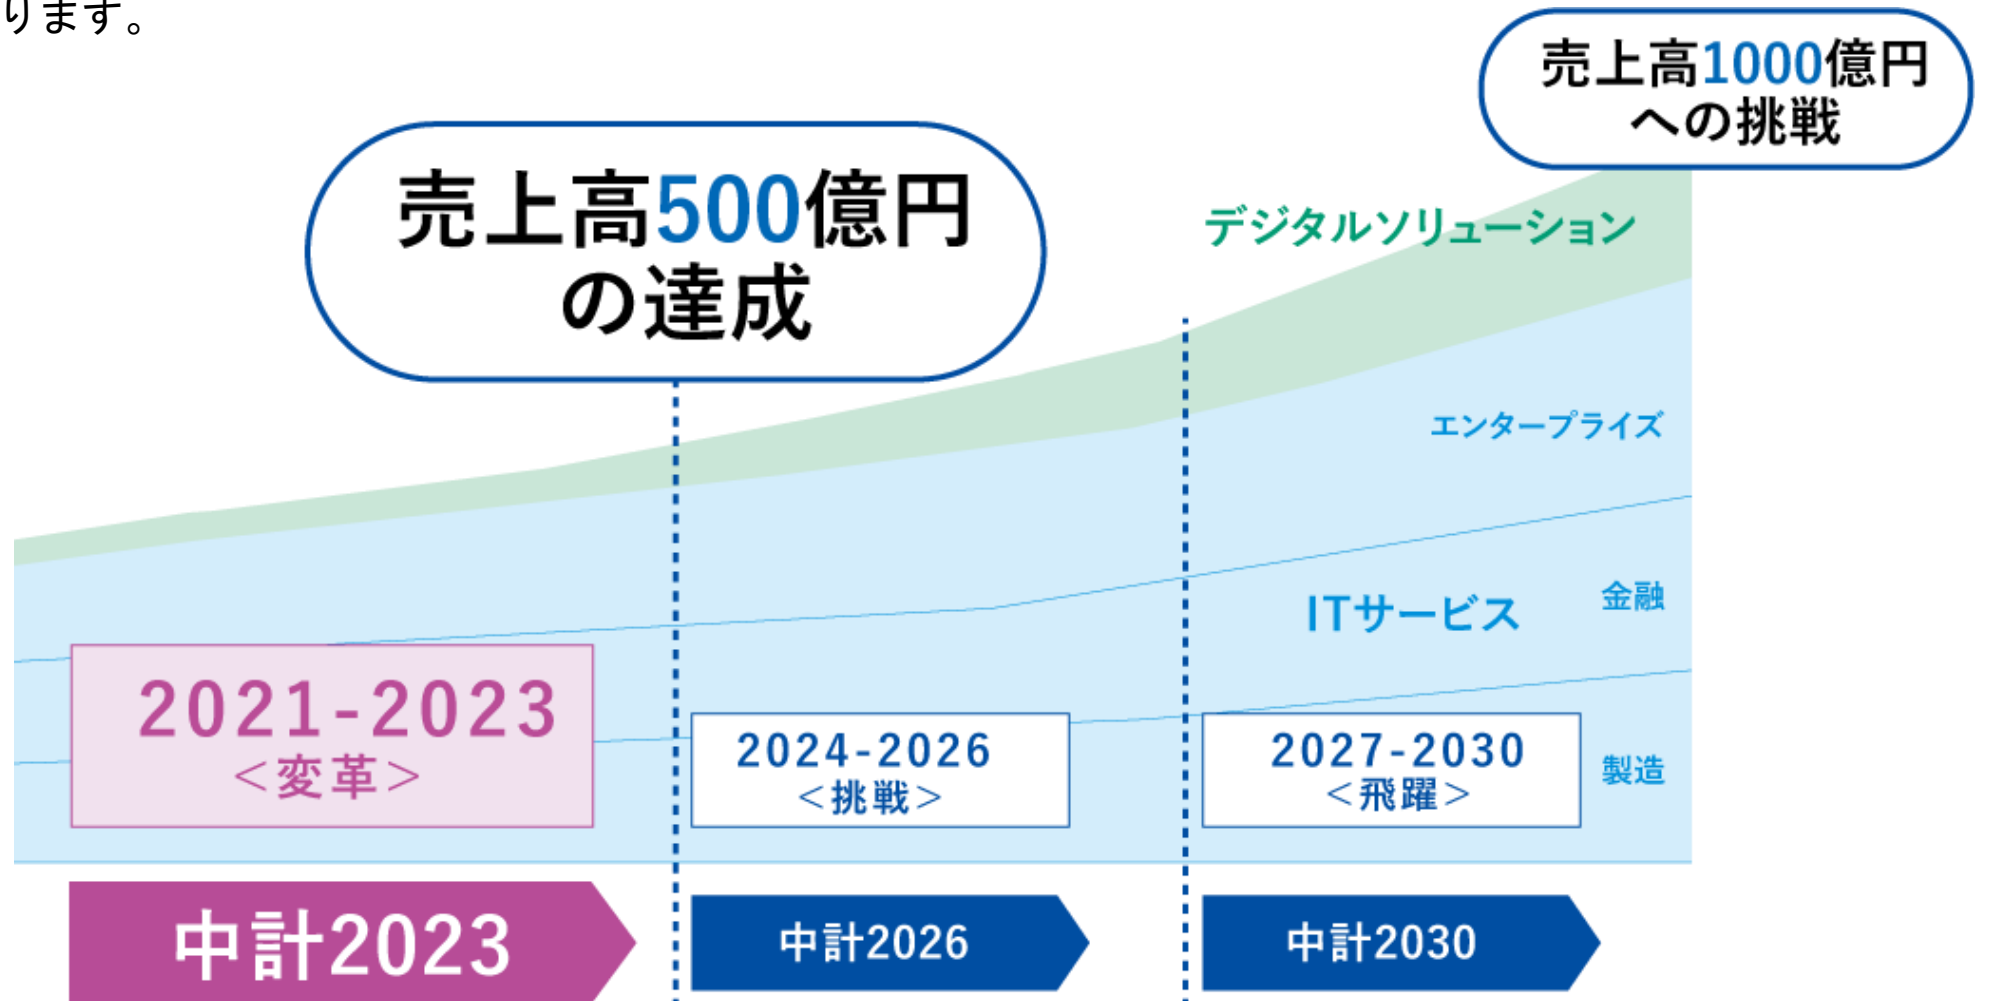 ります。
売上高1000億円
への挑戦
売上高500億円
の達成
デジタルソリューション
エンタープライズ
ITサービス
金融
製造
2021-2023
＜変革＞
2024-2026
＜挑戦＞
2027-2030
＜飛躍＞
中計2023
中計2026
中計2030